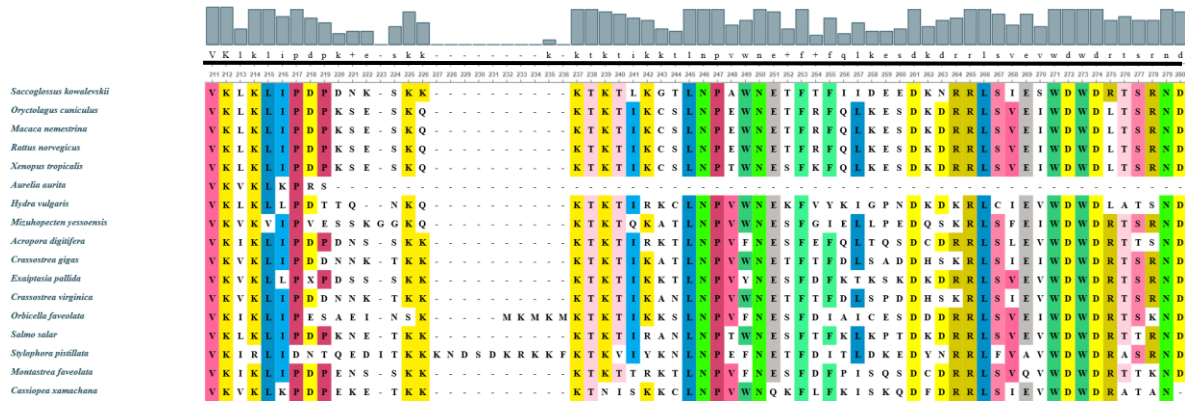 V K l k l i p d p k + e - s k k - - - - - - - - k - k t k t i k k t l n p v w n e + f + f q l k e s d k d r r l s v e v w d w d r t s r n d
211 212 213 214 215 216 217 218 219 220 221 222 223 224 225 226 227 228 229 230 231 232 233 234 235 236 237 238 239 240 241 242 243 244 245 246 247 248 249 250 251 252 253 254 255 256 257 258 259 260 261 262 263 264 265 266 267 268 269 270 271 272 273 274 275 276 277 278 279 280
Saccoglossus kowalevskii V K L K L I P D P D N K - S K K - - - - - - - - - - K T K T L K G T L N P A W N E T F T F I I D E E D K N R R L S I E S W D W D R T S R N D
Oryctolagus cuniculus V K L K L I P D P K S E - S K Q - - - - - - - - - - K T K T I K C S L N P E W N E T F R F Q L K E S D K D R R L S V E I W D W D L T S R N D
Macaca nemestrina V K L K L I P D P K S E - S K Q - - - - - - - - - - K T K T I K C S L N P E W N E T F R F Q L K E S D K D R R L S V E I W D W D L T S R N D
Rattus norvegicus V K L K L I P D P K S E - S K Q - - - - - - - - - - K T K T I K C S L N P E W N E T F R F Q L K E S D K D R R L S V E I W D W D L T S R N D
Xenopus tropicalis V K L K L I P D P K S E - S K Q - - - - - - - - - - K T K T I K C S L N P T W N E S F K F Q L K E S D K D R R L S V E I W D W D L T S R N D
Aurelia aurita V K V K L K P R S - - - - - - - - - - - - - - - - - - - - - - - - - - - - - - - - - - - - - - - - - - - - - - - - - - - - - - - - - - - - -
Hydra vulgaris V K L K L L P D T T Q - - N K Q - - - - - - - - - - K T K T I R K C L N P V W N E K F V Y K I G P N D K D K R L C I E V W D W D L A T S N D
Mizuhopecten yessoensis V K V K V I P V E S S K G G K Q - - - - - - - - - - K T K T Q K A T L N P V W N E S F G I E L L P E D Q S K R L S F E I W D W D R T S R N D
Acropora digitifera V K I K L I P D P D N S - S K K - - - - - - - - - - K T K T I R K T L N P V F N E S F E F Q L T Q S D C D R R L S L E V W D W D R T T S N D
Crassostrea gigas V K V K L I P D D N N K - T K K - - - - - - - - - - K T K T I K A T L N P V W N E T F T F D L S A D D H S K R L S I E I W D W D R T S R N D
Exaiptasia pallida V K V K L L P X P D S S - S K K - - - - - - - - - - K T K T I K K T L N P V Y N E S F D F K T K S K D K D R R L S V E V W D W D R T S R N D
Crassostrea virginica V K V K L I P D D N N K - T K K - - - - - - - - - - K T K T I K A N L N P V W N E T F T F D L S P D D H S K R L S I E V W D W D R T S R N D
Orbicella faveolata V K I K L I P E S A E I - N S K - - - - - M K M K M K T K T I K K S L N P V F N E S F D I A I C E S D D D R R L S V E I W D W D R T S K N D
Salmo salar V K L K L I P D P K N E - T K K - - - - - - - - - - K T K T I R A N L N P T W N E S F T F K L K P T D K D R R L S V E V W D W D R T T R N D
Stylophora pistillata V K I R L I D N T Q E D I T K K K N D S D K R K K F K T K V I Y K N L N P E F N E T F D I T L D K E D Y N R R L F V A V W D W D R A S R N D
Montastrea faveolata V K I K L I P D P E N S - S K K - - - - - - - - - - K T K T T R K T L N P V F N E S F D F P I S Q S D C D R R L S V Q V W D W D R T T K N D
Cassiopea xamachana V K V K L K P D P E K E - T K K - - - - - - - - - - K T N I S K K C L N P V W N Q K F L F K I S K Q D F D K R L S I E V W D W D R A T A N -